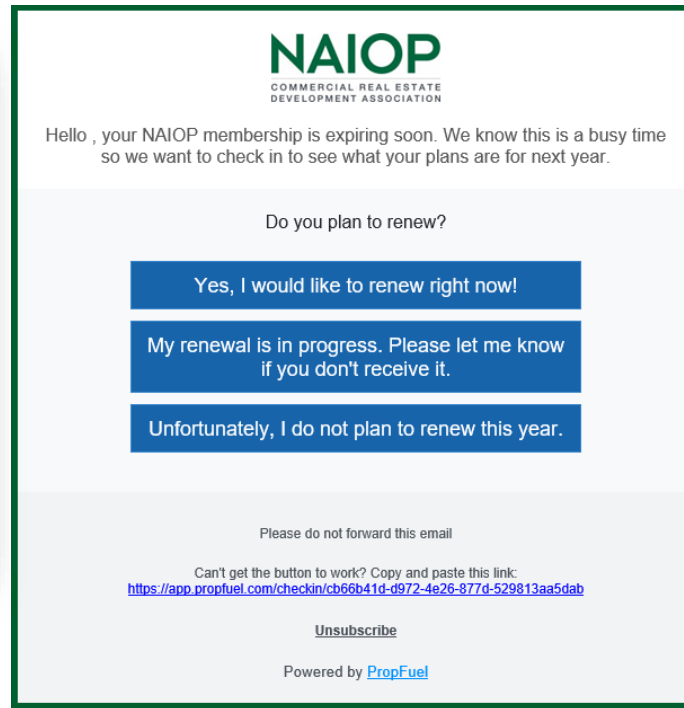 NAIOP
COMMERCIAL REAL ESTATE
DEVELOPMENT ASSOCIATION
Hello , your NAIOP membership is expiring soon. We know this is a busy time
so we want to check in to see what your plans are for next year.
Do you plan to renew?
Yes, I would like to renew right now!
My renewal is in progress. Please let me know
if you don't receive it.
Unfortunately, I do not plan to renew this year.
Please do not forward this email
Can't get the button to work? Copy and paste this link:
https://app.propfuel.com/checkin/cb66b41d-d972-4e26-877d-529813aa5dab
Unsubscribe
Powered by PropFuel